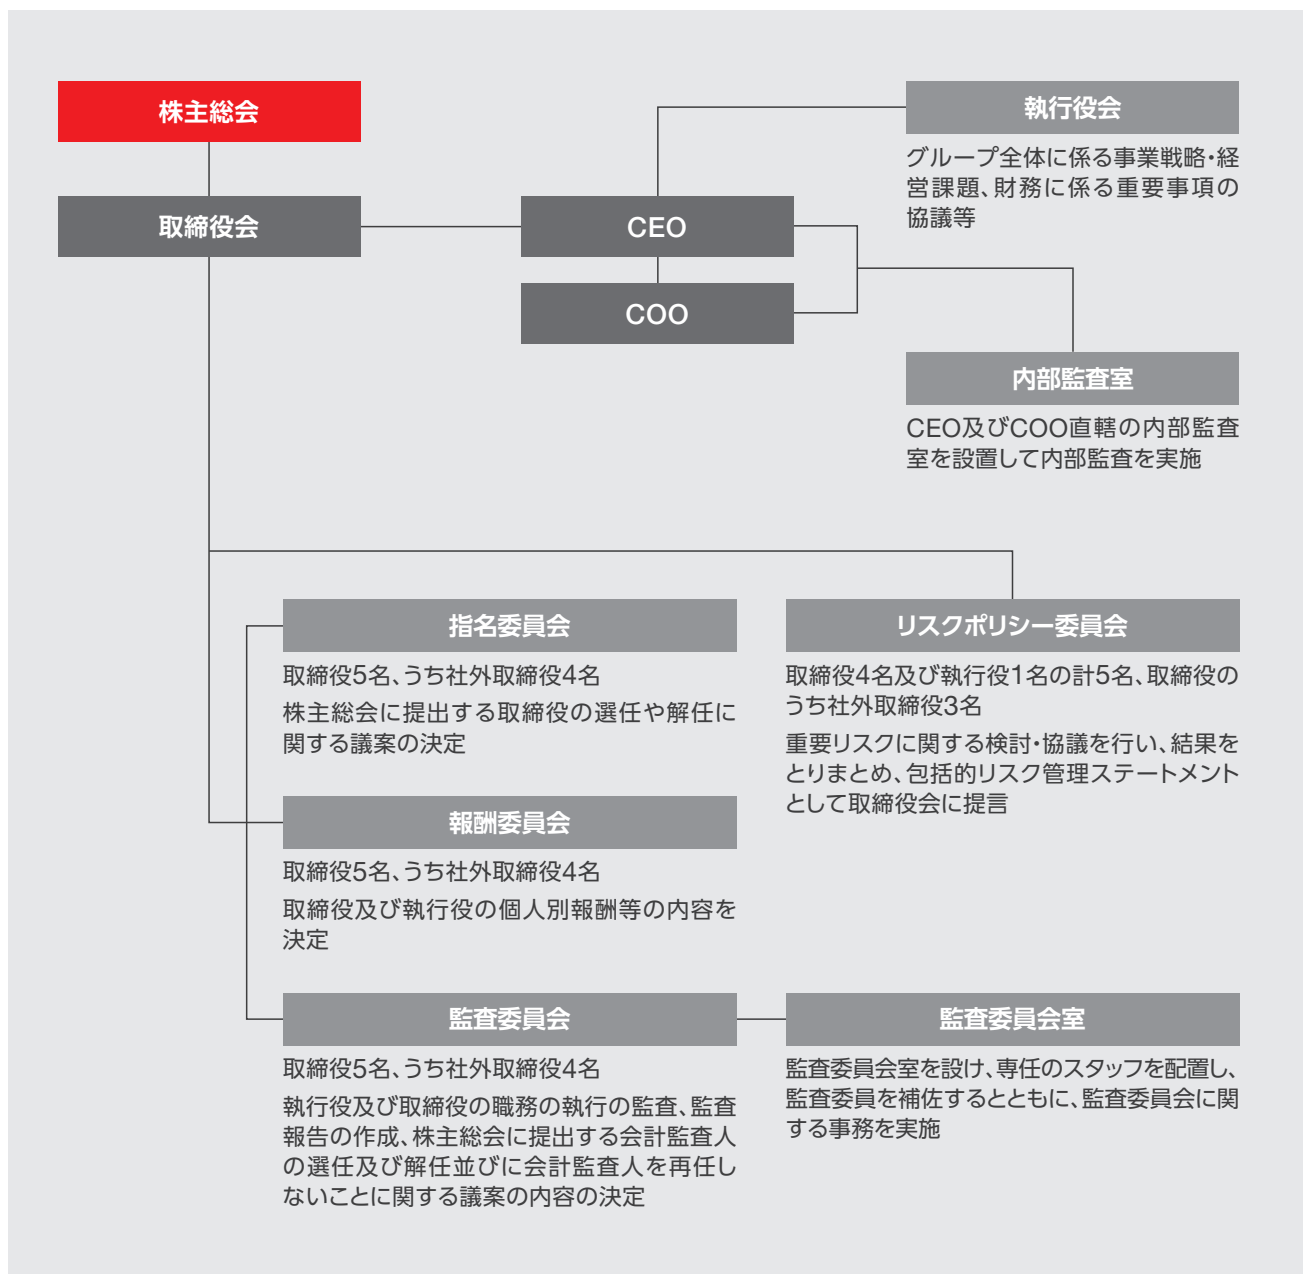 株主総会
取締役会
CEO
COO
執行役会
グループ全体に係る事業戦略・経
営課題、財務に係る重要事項の
協議等
内部監査室
CEO及びCOO直轄の内部監査
室を設置して内部監査を実施
指名委員会
取締役5名、うち社外取締役4名
株主総会に提出する取締役の選任や解任に
関する議案の決定
リスクポリシー委員会
取締役4名及び執行役1名の計5名、取締役の
うち社外取締役3名
重要リスクに関する検討・協議を行い、結果を
とりまとめ、包括的リスク管理ステートメント
として取締役会に提言
報酬委員会
取締役5名、うち社外取締役4名
取締役及び執行役の個人別報酬等の内容を
決定
監査委員会
取締役5名、うち社外取締役4名
執行役及び取締役の職務の執行の監査、監査
報告の作成、株主総会に提出する会計監査人
の選任及び解任並びに会計監査人を再任し
ないことに関する議案の内容の決定
監査委員会室
監査委員会室を設け、専任のスタッフを配置し、
監査委員を補佐するとともに、監査委員会に関
する事務を実施